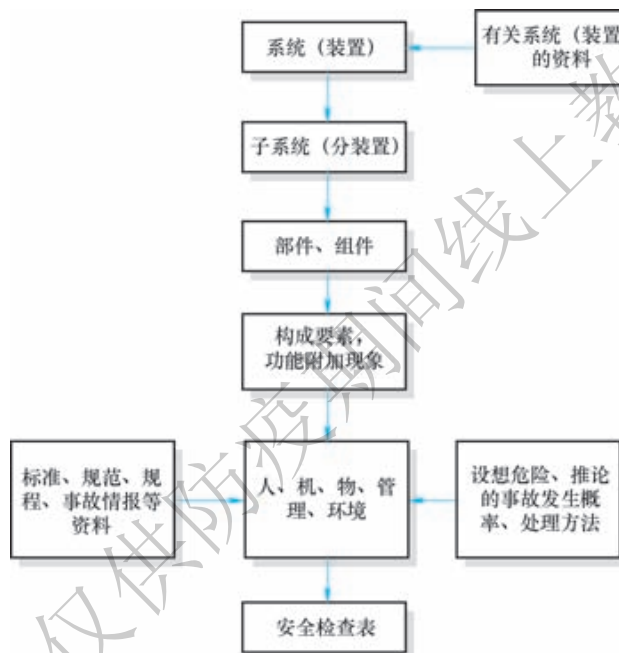 系统（装置）
有关系统（装置
的资料
子系统（分装置）
部件、组件
构成要素，
功能附加现象
标准、规范、规
程、事故情报等
资料
人、机、物、管
理、环境
设想危险、推论
的事故发生概
率、处理方法
安全检查表
仅供防疫期间线上教